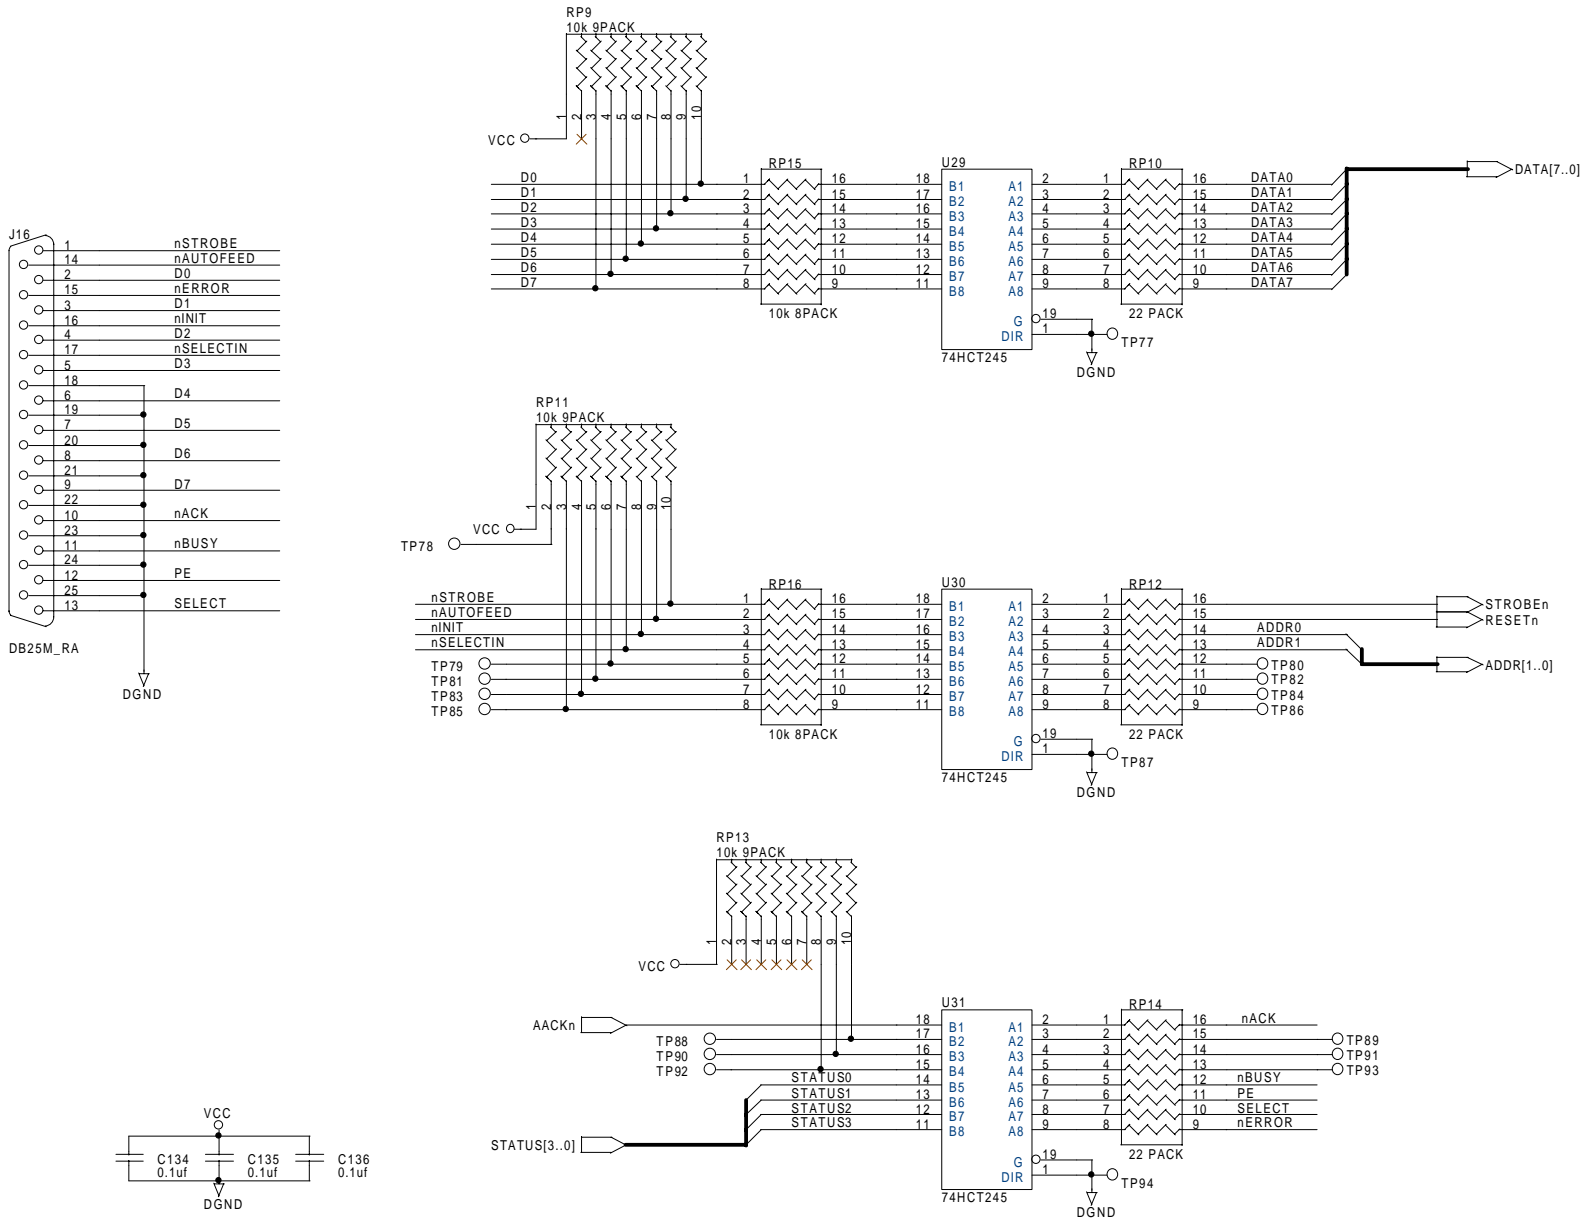 J16
1 nSTROBE
14 nAUTOFEED
2 D0
15 nERROR
3 D1
16 nINIT
4 D2
17 nSELECTIN
5 D3
18
6 D4
19
7 D5
20
8 D6
21
9 D7
22
10 nACK
23
11 nBUSY
24
12 PE
25
13 SELECT
DB25M_RA
DGND
RP9
10k 9PACK
1 2 3 4 5 6 7 8 9 10
VCC
RP15 U29 RP10
D0 1 16 18 B1 A1 2 1 16 DATA0 DATA[7..0]
D1 2 15 17 B2 A2 3 2 15 DATA1
D2 3 14 16 B3 A3 4 3 14 DATA2
D3 4 13 15 B4 A4 5 4 13 DATA3
D4 5 12 14 B5 A5 6 5 12 DATA4
D5 6 11 13 B6 A6 7 6 11 DATA5
D6 7 10 12 B7 A7 8 7 10 DATA6
D7 8 9 11 B8 A8 9 8 9 DATA7
10k 8PACK G 19 22 PACK
DIR 1 TP77
74HCT245 DGND
RP11
10k 9PACK
1 2 3 4 5 6 7 8 9 10
VCC
TP78
RP16 U30 RP12
nSTROBE 1 16 18 B1 A1 2 1 16 STROBEn
nAUTOFEED 2 15 17 B2 A2 3 2 15 RESETn
nINIT 3 14 16 B3 A3 4 3 14 ADDR0
nSELECTIN 4 13 15 B4 A4 5 4 13 ADDR1
TP79 5 12 14 B5 A5 6 5 12 TP80 ADDR[1..0]
TP81 6 11 13 B6 A6 7 6 11 TP82
TP83 7 10 12 B7 A7 8 7 10 TP84
TP85 8 9 11 B8 A8 9 8 9 TP86
10k 8PACK G 19 22 PACK
DIR 1 TP87
74HCT245 DGND
RP13
10k 9PACK
1 2 3 4 5 6 7 8 9 10
VCC
U31 RP14
AACKn 18 B1 A1 2 1 16 nACK
TP88 17 B2 A2 3 2 15 TP89
TP90 16 B3 A3 4 3 14 TP91
TP92 15 B4 A4 5 4 13 TP93
STATUS0 14 B5 A5 6 5 12 nBUSY
STATUS1 13 B6 A6 7 6 11 PE
STATUS2 12 B7 A7 8 7 10 SELECT
STATUS3 11 B8 A8 9 8 9 nERROR
STATUS[3..0]
G 19 22 PACK
DIR 1 TP94
74HCT245 DGND
VCC
C134 C135 C136
0.1uf 0.1uf 0.1uf
DGND